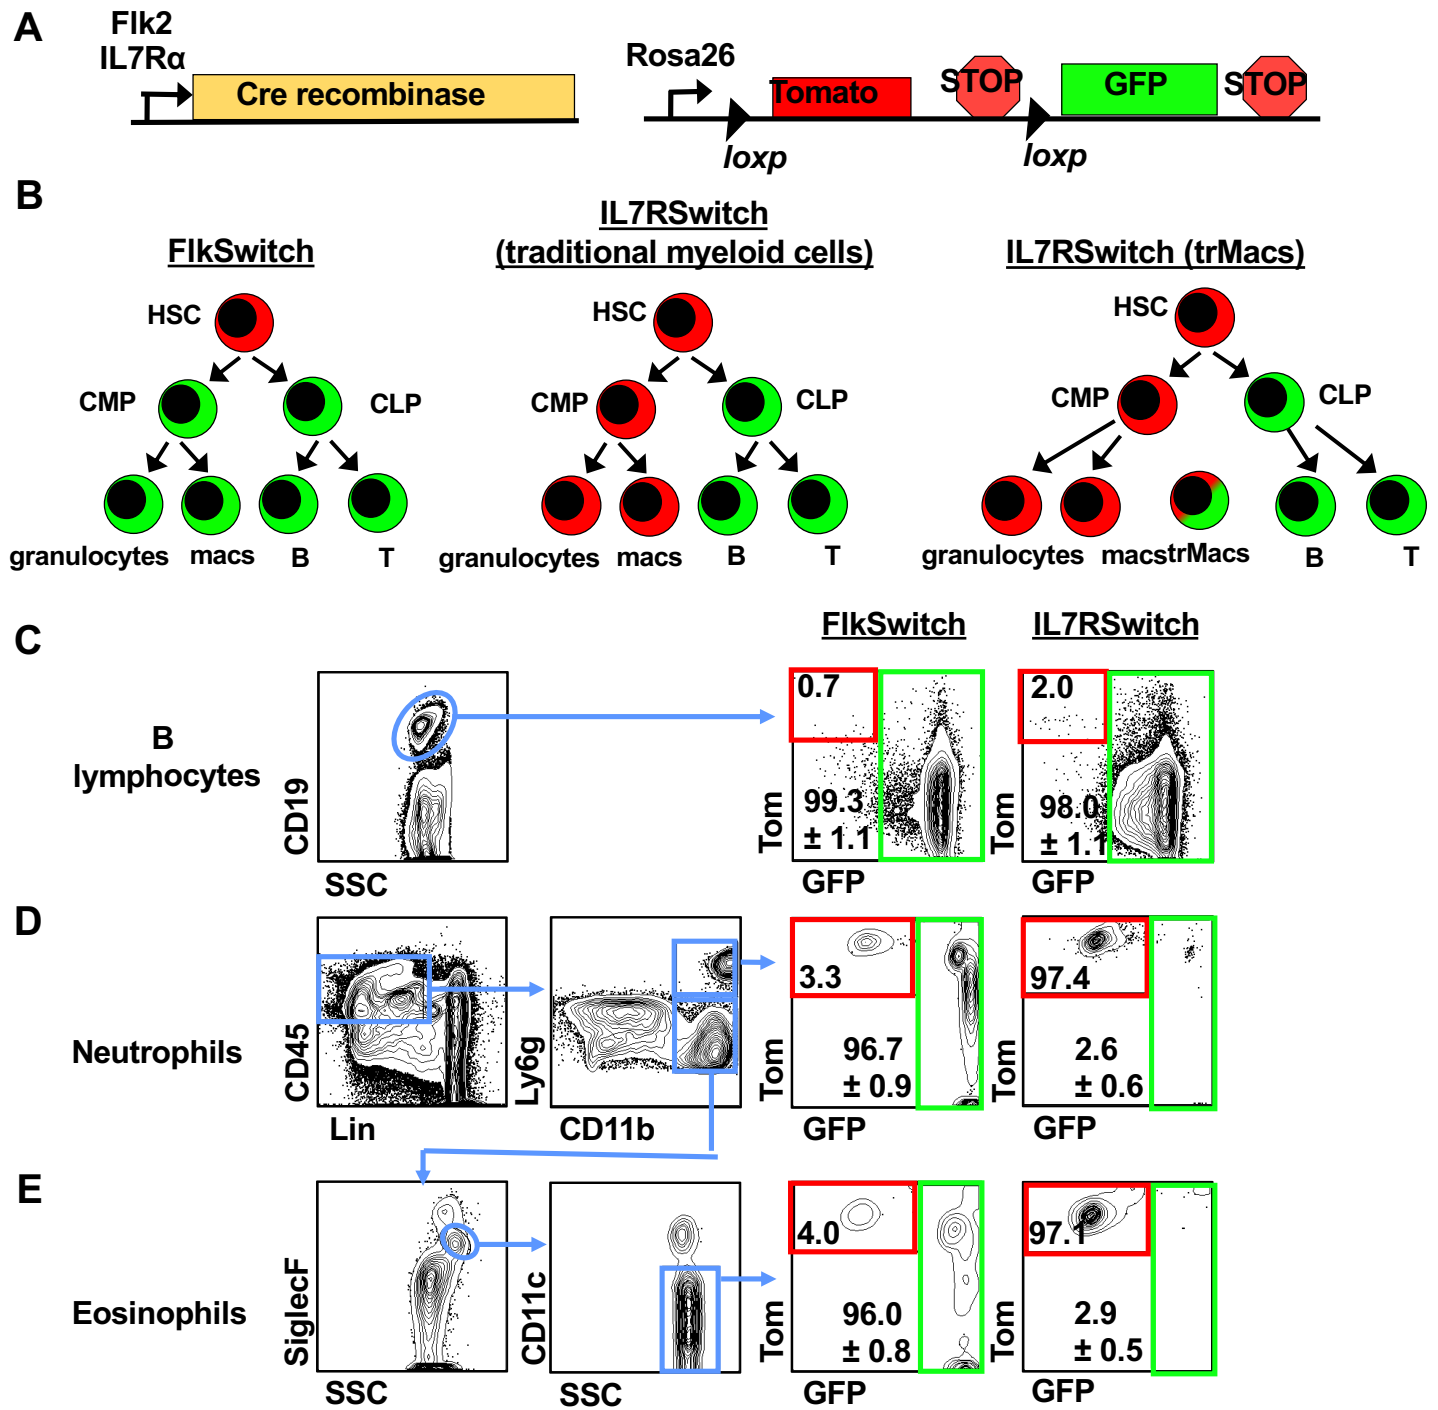 A
Flk2
IL7Rα
Cre recombinase
Rosa26
Tomato
STOP
GFP
STOP
loxp
loxp
B
FlkSwitch
IL7RSwitch
(traditional myeloid cells)
IL7RSwitch (trMacs)
HSC
CMP
CLP
granulocytes
macs
B
T
HSC
CMP
CLP
granulocytes
macs
B
T
HSC
CMP
CLP
granulocytes
macs
trMacs
B
T
C
FlkSwitch
IL7RSwitch
B
lymphocytes
CD19
SSC
0.7
99.3
± 1.1
Tom
GFP
2.0
98.0
± 1.1
Tom
GFP
D
Neutrophils
CD45
Lin
Ly6g
CD11b
3.3
96.7
± 0.9
Tom
GFP
97.4
2.6
± 0.6
Tom
GFP
E
Eosinophils
SiglecF
SSC
CD11c
SSC
4.0
96.0
± 0.8
Tom
GFP
97.1
2.9
± 0.5
Tom
GFP